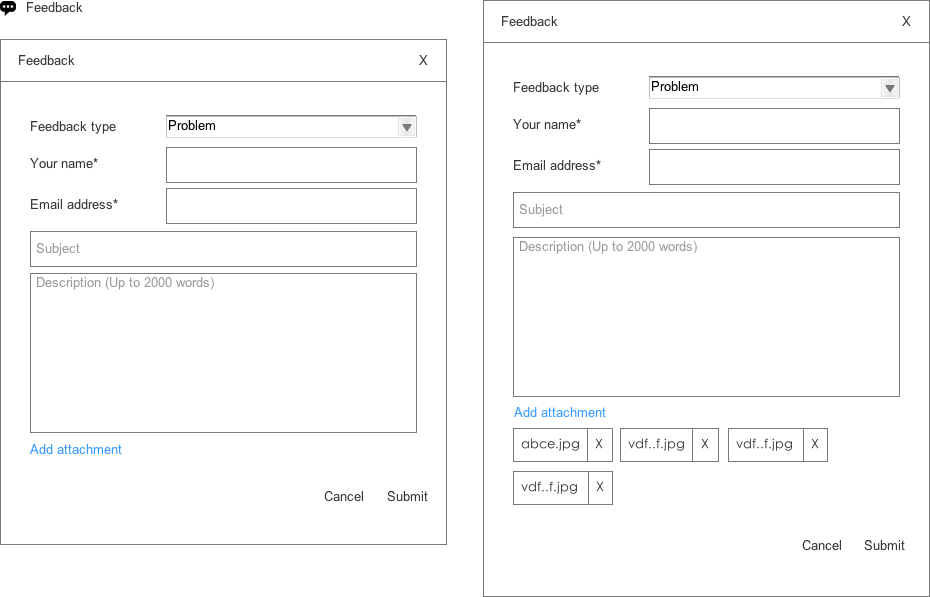 Feedback
Feedback X
Feedback type Problem
Your name*
Email address*
Subject
Description (Up to 2000 words)
Add attachment
Cancel Submit
Feedback X
Feedback type Problem
Your name*
Email address*
Subject
Description (Up to 2000 words)
Add attachment
abce.jpg X vdf..f.jpg X vdf..f.jpg X
vdf..f.jpg X
Cancel Submit